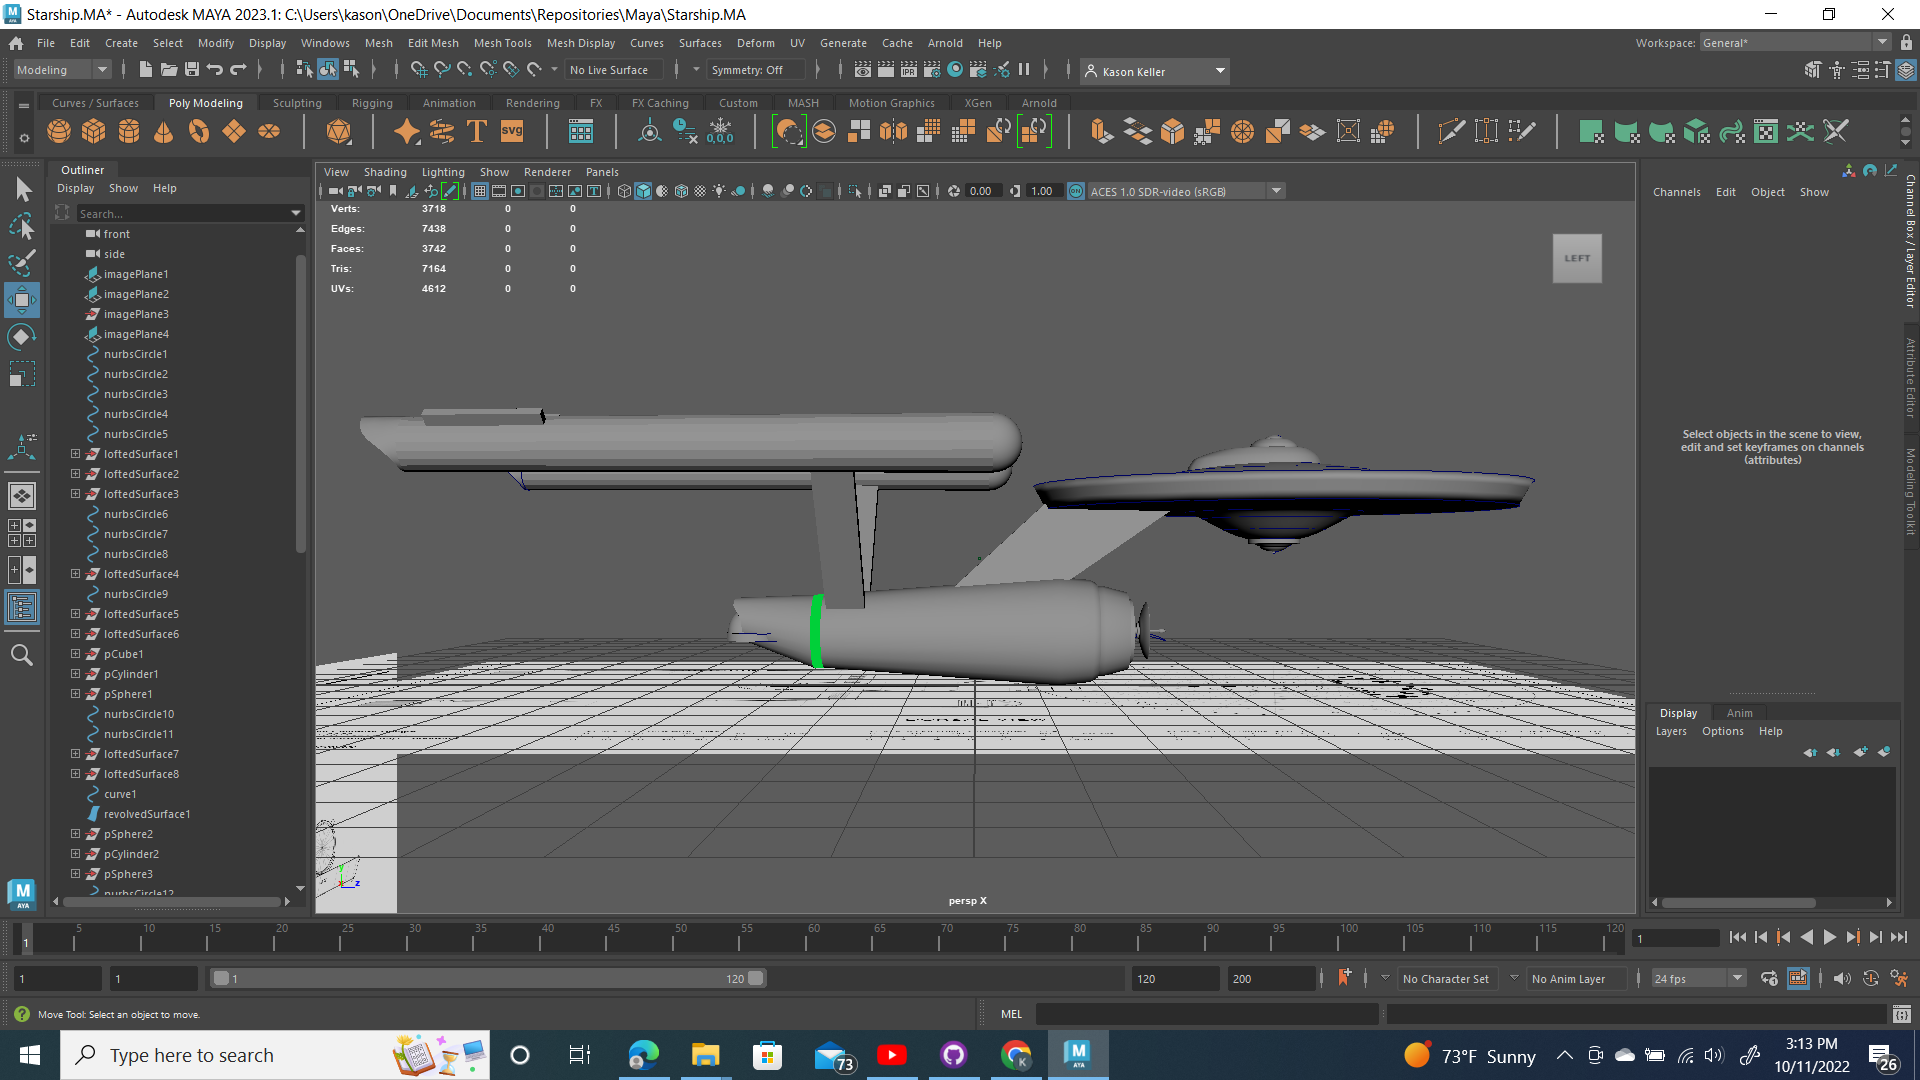 Starship.MA* - Autodesk MAYA 2023.1: C:\Users\kason\OneDrive\Documents\Repositories\Maya\Starship.MA
File Edit Create Select Modify Display Windows Mesh Edit Mesh Mesh Tools Mesh Display Curves Surfaces Deform UV Generate Cache Arnold Help
Workspace: General*
Modeling
No Live Surface
Symmetry: Off
IPR
Kason Keller
Curves / Surfaces Poly Modeling Sculpting Rigging Animation Rendering FX FX Caching Custom MASH Motion Graphics XGen Arnold
T
SVG
0,0,0
Outliner
Display Show Help
Search...
front
side
imagePlane1
imagePlane2
imagePlane3
imagePlane4
nurbsCircle1
nurbsCircle2
nurbsCircle3
nurbsCircle4
nurbsCircle5
loftedSurface1
loftedSurface2
loftedSurface3
nurbsCircle6
nurbsCircle7
nurbsCircle8
loftedSurface4
nurbsCircle9
loftedSurface5
loftedSurface6
pCube1
pCylinder1
pSphere1
nurbsCircle10
nurbsCircle11
loftedSurface7
loftedSurface8
curve1
revolvedSurface1
pSphere2
pCylinder2
pSphere3
nurbsCircle12
View Shading Lighting Show Renderer Panels
0.00
1.00
ON
ACES 1.0 SDR-video (sRGB)
Verts: 3718 0 0
Edges: 7438 0 0
Faces: 3742 0 0
Tris: 7164 0 0
UVs: 4612 0 0
LEFT
y
x z
persp X
Channels Edit Object Show
Select objects in the scene to view,
edit and set keyframes on channels
(attributes)
Channel Box / Layer Editor
Attribute Editor
Modeling Toolkit
Display Anim
Layers Options Help
M
AYA
1
5 10 15 20 25 30 35 40 45 50 55 60 65 70 75 80 85 90 95 100 105 110 115 120
1
1
1
1
120
120
200
No Character Set
No Anim Layer
24 fps
Move Tool: Select an object to move.
MEL
Type here to search
73
K
M
AYA
73°F Sunny
3:13 PM
10/11/2022
26